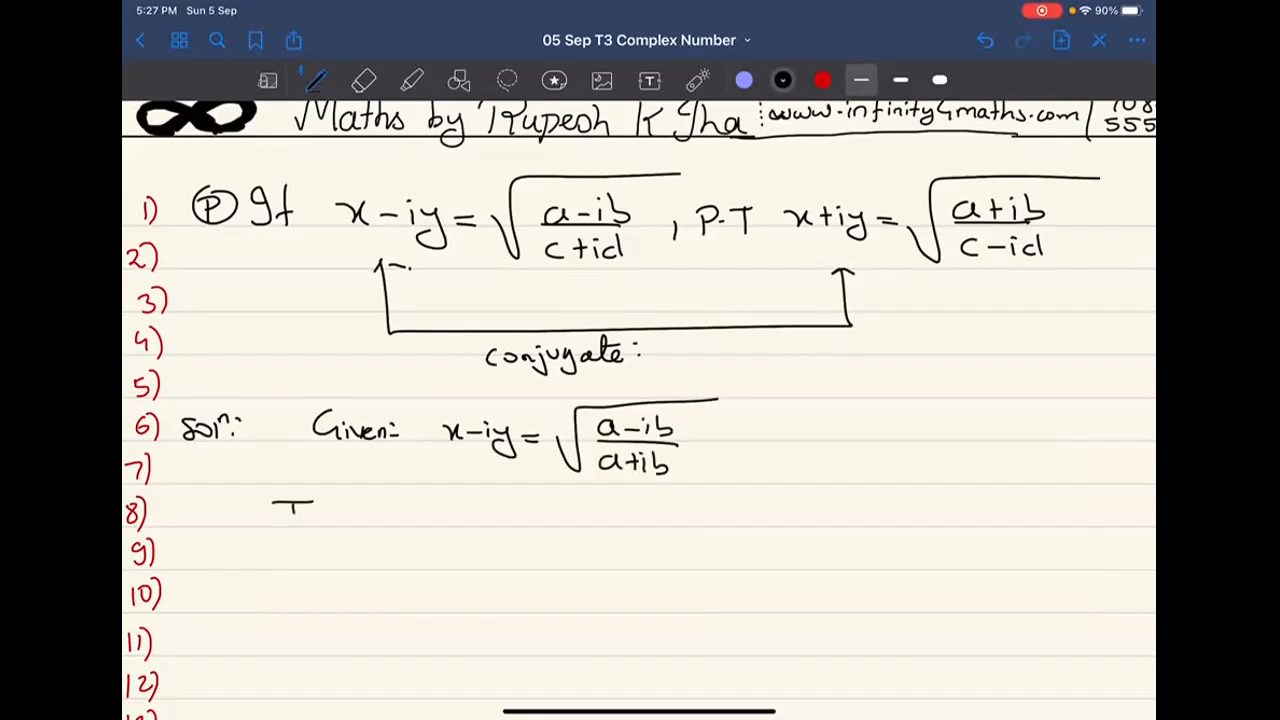 5:27 PM Sun 5 Sep 90%
05 Sep T3 Complex Number
Maths by Rupesh K Jha www.infinity4maths.com
555
1) (P) If x-iy = √((a-ib)/(c+id)), P.T x+iy = √((a+ib)/(c-id))
2)
3)
4) conjugate:
5)
6) Soln: Given:- x-iy = √((a-ib)/(a+ib))
7)
8) T
9)
10)
11)
12)